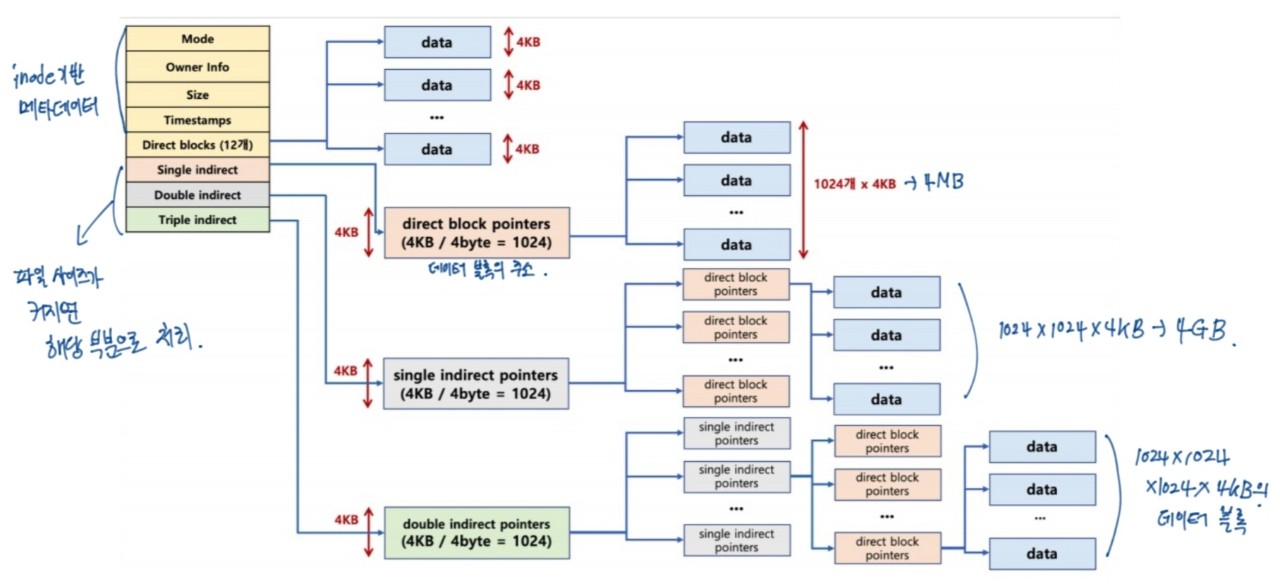 inode기반
메타데이터
Mode
Owner Info
Size
Timestamps
Direct blocks (12개)
Single indirect
Double indirect
Triple indirect
파일 사이즈가
커지면
해당 부분으로 처리.
data
4KB
data
4KB
...
data
4KB
4KB
direct block pointers
(4KB / 4byte = 1024)
데이터 블록의 주소.
data
data
...
data
1024개 x 4KB → 4MB
4KB
single indirect pointers
(4KB / 4byte = 1024)
direct block
pointers
direct block
pointers
...
direct block
pointers
data
data
...
data
1024 x 1024 x 4KB → 4GB.
4KB
double indirect pointers
(4KB / 4byte = 1024)
single indirect
pointers
single indirect
pointers
...
single indirect
pointers
direct block
pointers
direct block
pointers
...
direct block
pointers
data
data
...
data
1024 x 1024
x 1024 x 4KB의
데이터 블록